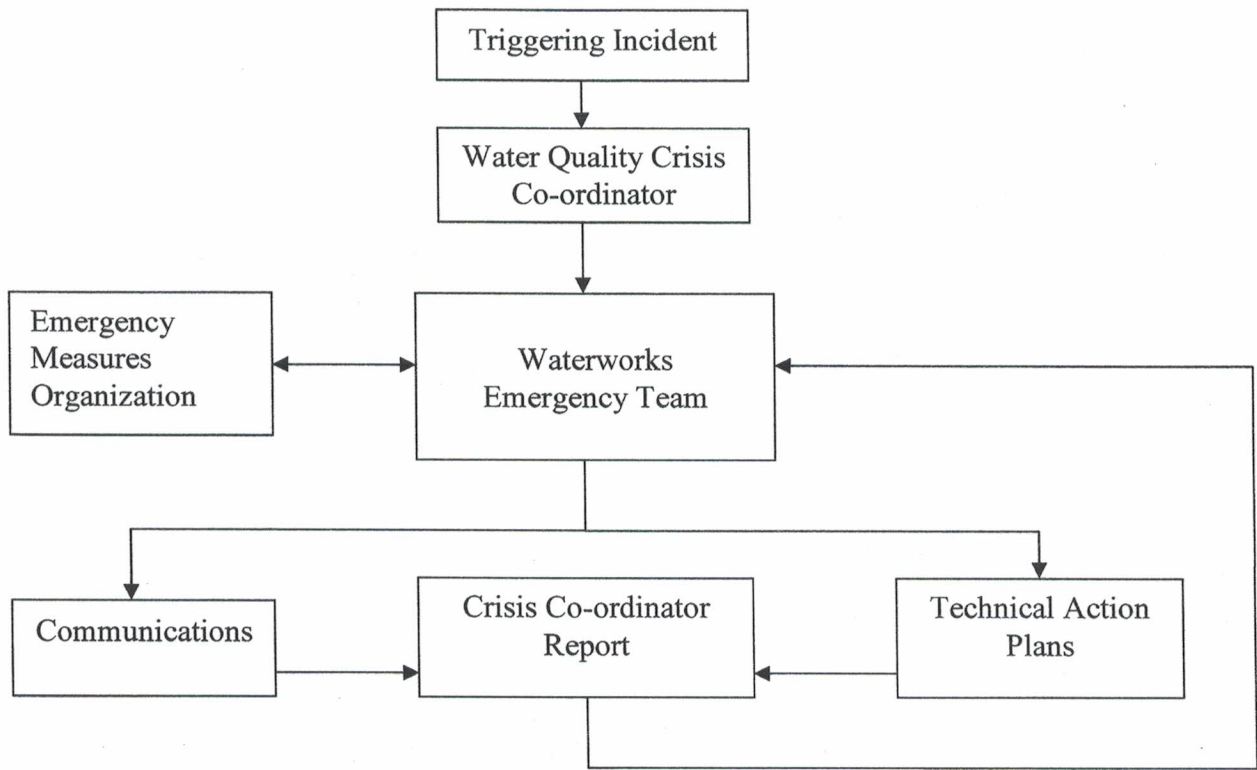 Triggering Incident
Water Quality Crisis
Co-ordinator
Emergency
Measures
Organization
Waterworks
Emergency Team
Communications
Crisis Co-ordinator
Report
Technical Action
Plans